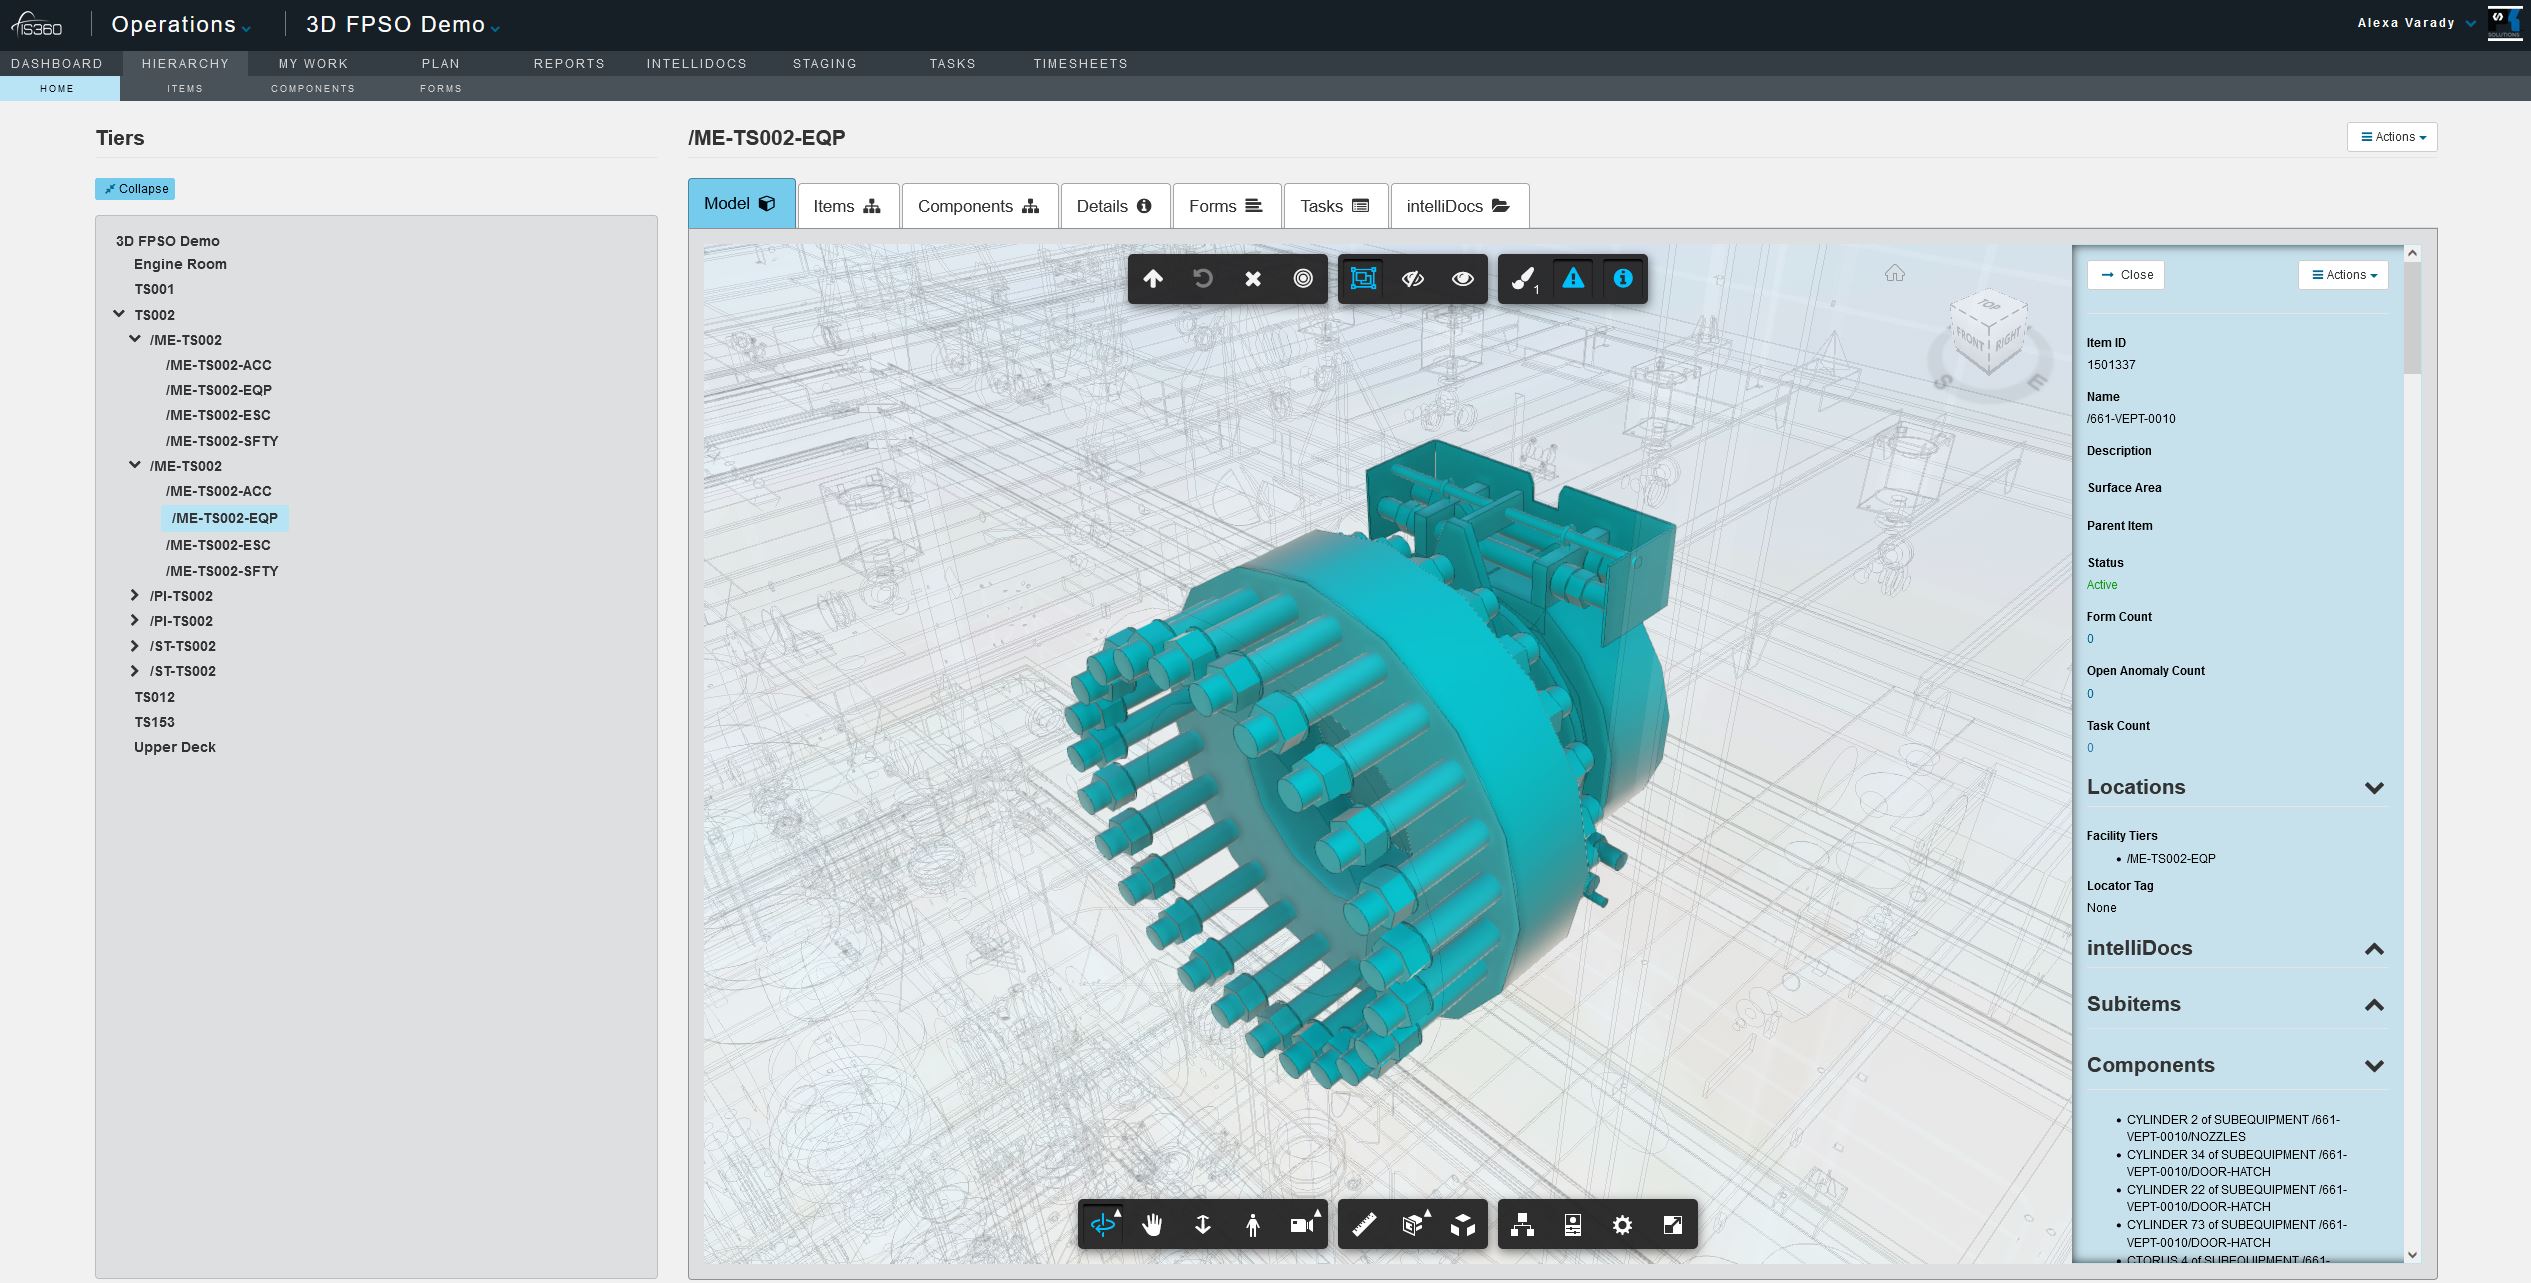 IS360
Operations
3D FPSO Demo
Alexa Varady
SOLUTIONS
DASHBOARD
HIERARCHY
MY WORK
PLAN
REPORTS
INTELLIDOCS
STAGING
TASKS
TIMESHEETS
HOME
ITEMS
COMPONENTS
FORMS
Tiers
Collapse
3D FPSO Demo
Engine Room
TS001
TS002
/ME-TS002
/ME-TS002-ACC
/ME-TS002-EQP
/ME-TS002-ESC
/ME-TS002-SFTY
/ME-TS002
/ME-TS002-ACC
/ME-TS002-EQP
/ME-TS002-ESC
/ME-TS002-SFTY
/PI-TS002
/PI-TS002
/ST-TS002
/ST-TS002
TS012
TS153
Upper Deck
/ME-TS002-EQP
Actions
Model
Items
Components
Details
Forms
Tasks
intelliDocs
1
TOP
FRONT
RIGHT
S
E
Close
Actions
Item ID
1501337
Name
/661-VEPT-0010
Description
Surface Area
Parent Item
Status
Active
Form Count
0
Open Anomaly Count
0
Task Count
0
Locations
Facility Tiers
• /ME-TS002-EQP
Locator Tag
None
intelliDocs
Subitems
Components
• CYLINDER 2 of SUBEQUIPMENT /661-
VEPT-0010/NOZZLES
• CYLINDER 34 of SUBEQUIPMENT /661-
VEPT-0010/DOOR-HATCH
• CYLINDER 22 of SUBEQUIPMENT /661-
VEPT-0010/DOOR-HATCH
• CYLINDER 73 of SUBEQUIPMENT /661-
VEPT-0010/DOOR-HATCH
• CTORUS 4 of SUBEQUIPMENT /661-